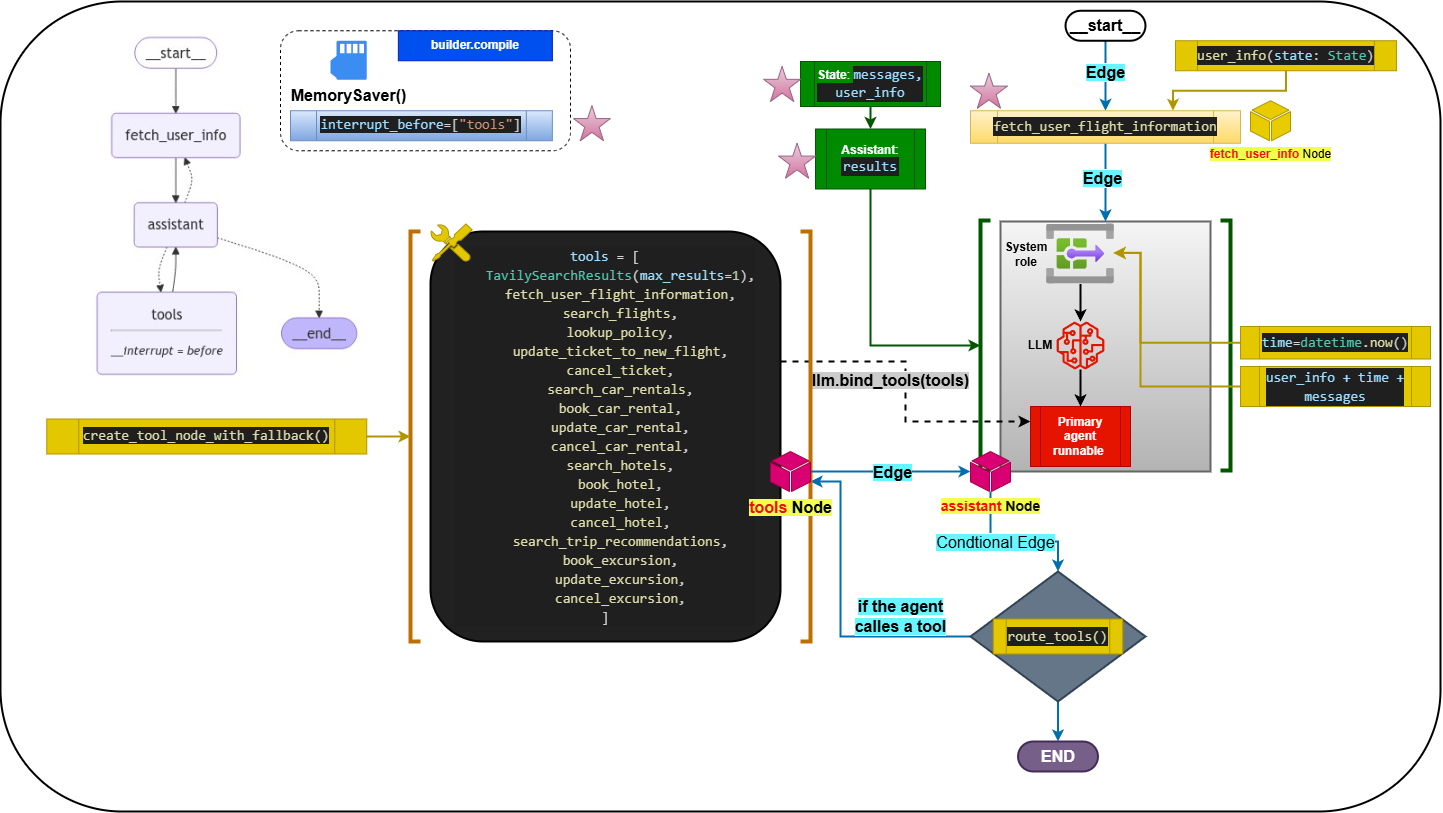 __start__
fetch_user_info
assistant
tools
__Interrupt = before
__end__
builder.compile
MemorySaver()
interrupt_before=["tools"]
State: messages,
user_info
Assistant:
results
__start__
Edge
user_info(state: State)
fetch_user_flight_information
fetch_user_info Node
Edge
System
role
LLM
Primary
agent
runnable
time=datetime.now()
user_info + time +
messages
create_tool_node_with_fallback()
tools = [
TavilySearchResults(max_results=1),
fetch_user_flight_information,
search_flights,
lookup_policy,
update_ticket_to_new_flight,
cancel_ticket,
search_car_rentals,
book_car_rental,
update_car_rental,
cancel_car_rental,
search_hotels,
book_hotel,
update_hotel,
cancel_hotel,
search_trip_recommendations,
book_excursion,
update_excursion,
cancel_excursion,
]
llm.bind_tools(tools)
tools Node
Edge
assistant Node
Condtional Edge
if the agent
calles a tool
route_tools()
END